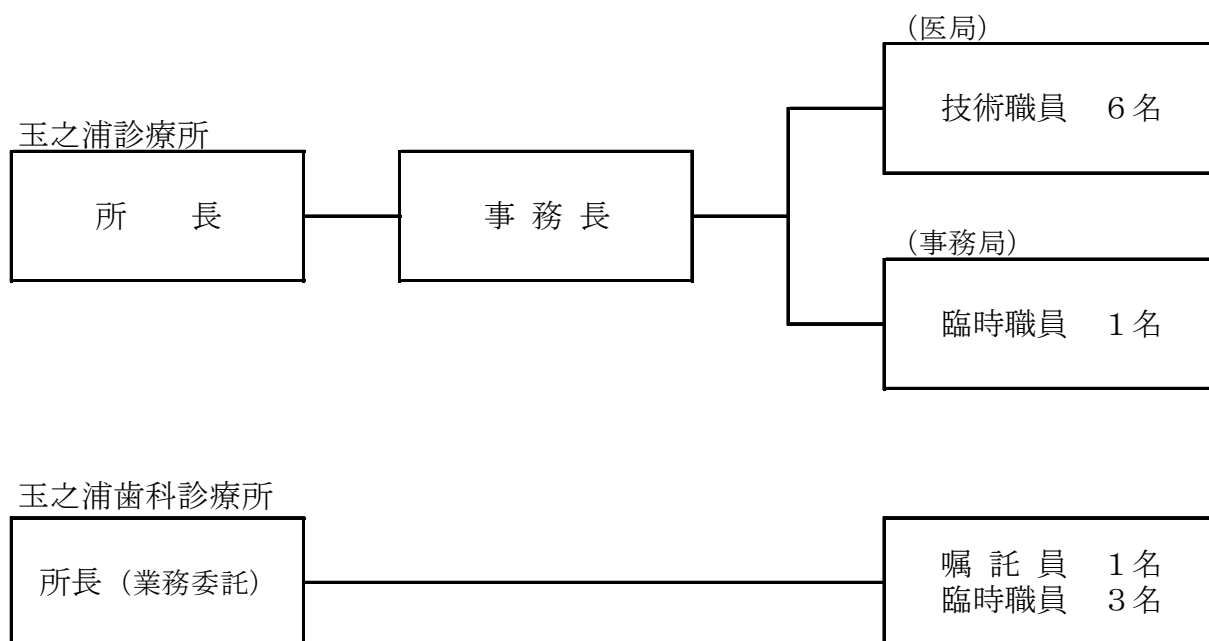 玉之浦診療所
所　　長
事 務 長
（医局）
技術職員　６名
（事務局）
臨時職員　１名
玉之浦歯科診療所
所長（業務委託）
嘱 託 員　１名
臨時職員　３名